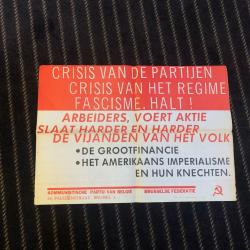 CRISIS VAN DE PARTIJEN
CRISIS VAN HET REGIME
FASCISME. HALT !
ARBEIDERS, VOERT AKTIE
SLAAT HARDER EN HARDER
DE VIJANDEN VAN HET VOLK
•DE GROOTFINANCIE
•HET AMERIKAANS IMPERIALISME
EN HUN KNECHTEN.
KOMMUNISTISCHE PARTIJ VAN BELGIË BRUSSELSE FEDERATIE